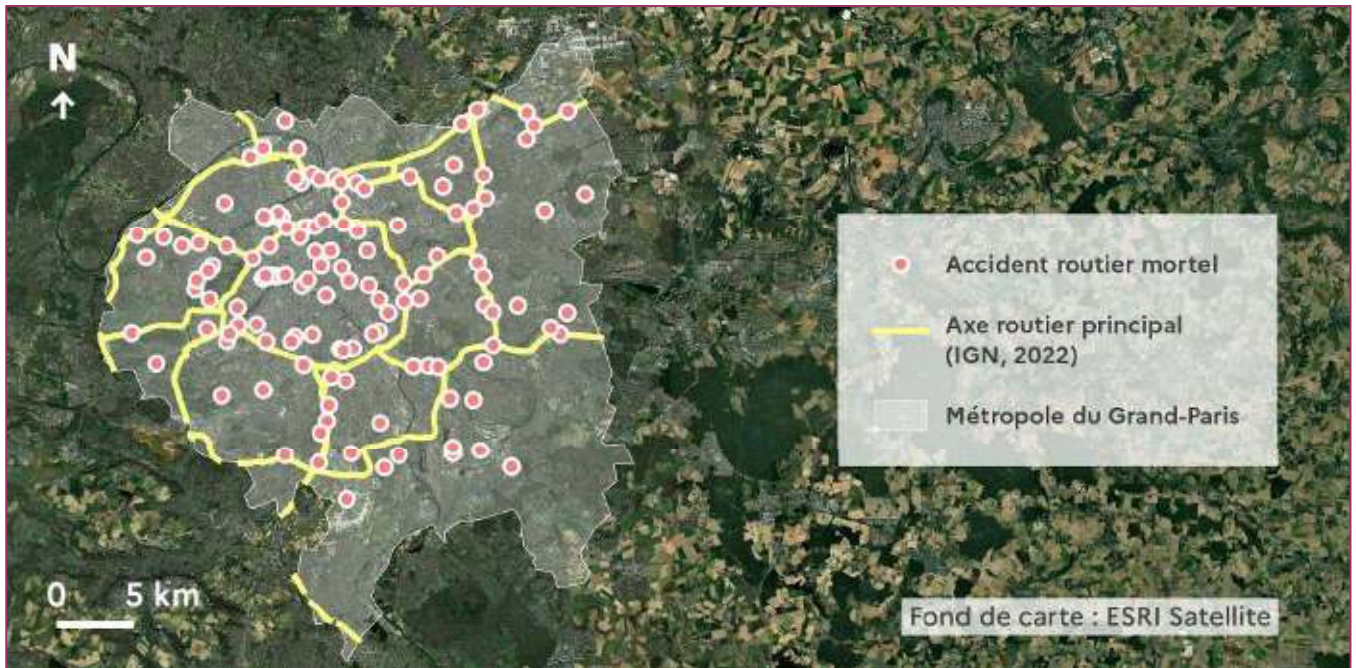 N
Accident routier mortel
Axe routier principal
(IGN, 2022)
Métropole du Grand-Paris
0 5 km
Fond de carte : ESRI Satellite